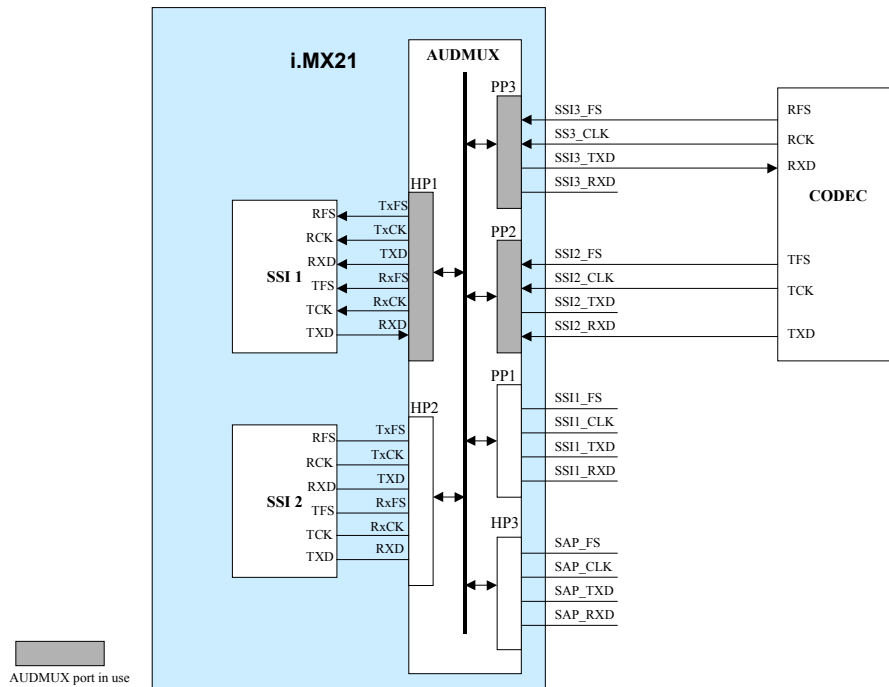 i.MX21
AUDMUX
PP3
SSI3_FS
SS3_CLK
SSI3_TXD
SSI3_RXD
RFS
RCK
RXD
CODEC
HP1
TxFS
TxCK
TXD
RxFS
RxCK
RXD
RFS
RCK
RXD
TFS
TCK
TXD
SSI 1
PP2
SSI2_FS
SSI2_CLK
SSI2_TXD
SSI2_RXD
TFS
TCK
TXD
PP1
SSI1_FS
SSI1_CLK
SSI1_TXD
SSI1_RXD
HP2
TxFS
TxCK
TXD
RxFS
RxCK
RXD
RFS
RCK
RXD
TFS
TCK
TXD
SSI 2
HP3
SAP_FS
SAP_CLK
SAP_TXD
SAP_RXD
AUDMUX port in use